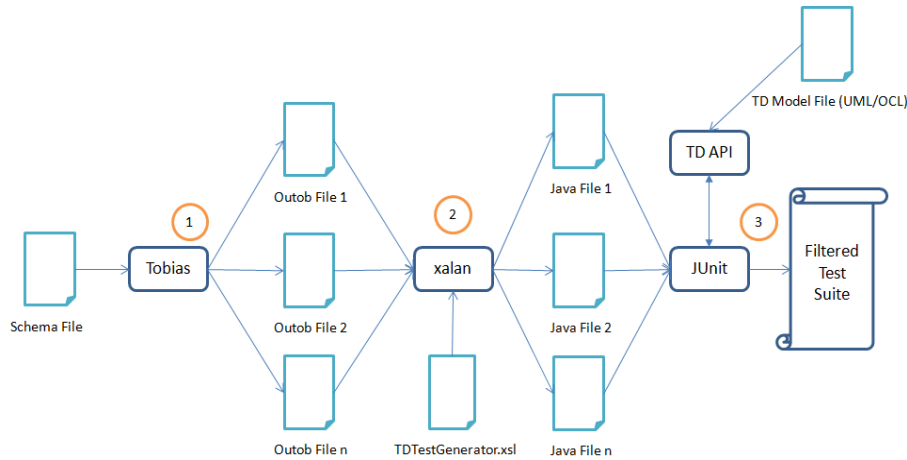 TD Model File (UML/OCL)
TD API
Outob File 1
Java File 1
1
2
3
Schema File
Tobias
Outob File 2
xalan
Java File 2
JUnit
Filtered
Test
Suite
Outob File n
TDTestGenerator.xsl
Java File n